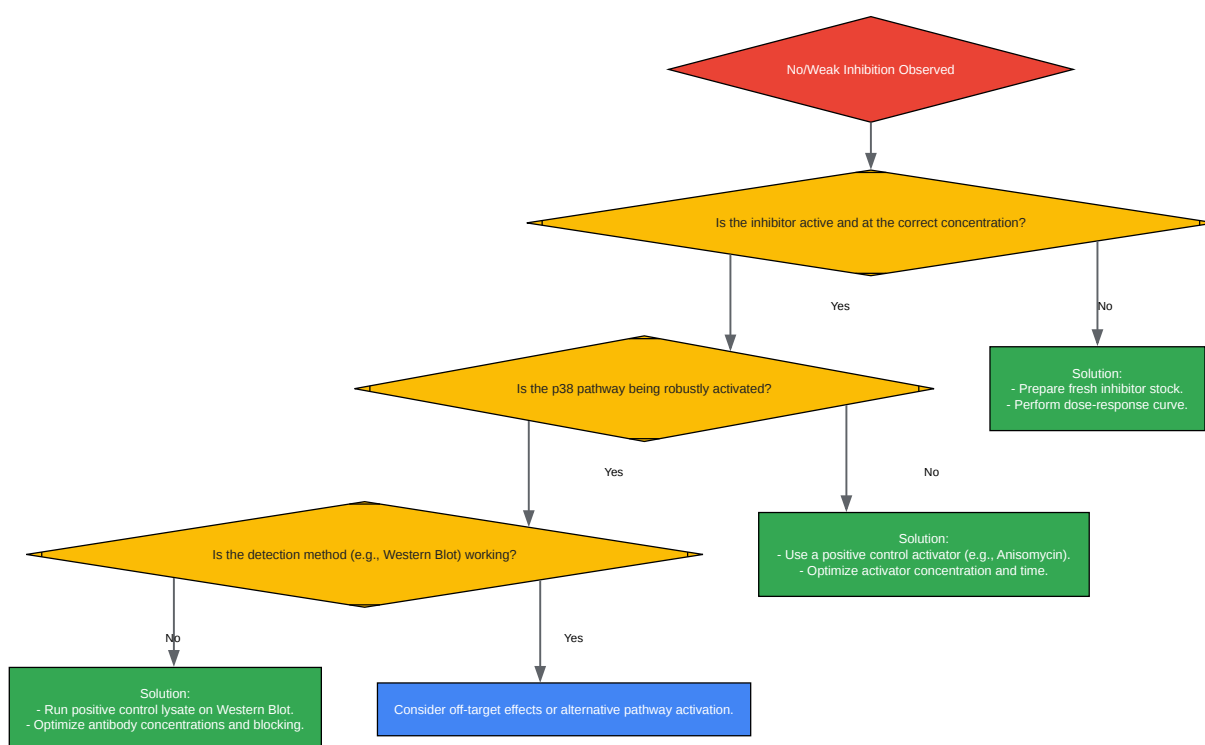 No/Weak Inhibition Observed
Is the inhibitor active and at the correct concentration?
Yes
No
Solution:
- Prepare fresh inhibitor stock.
- Perform dose-response curve.
Is the p38 pathway being robustly activated?
Yes
No
Solution:
- Use a positive control activator (e.g., Anisomycin).
- Optimize activator concentration and time.
Is the detection method (e.g., Western Blot) working?
No
Yes
Solution:
- Run positive control lysate on Western Blot.
- Optimize antibody concentrations and blocking.
Consider off-target effects or alternative pathway activation.